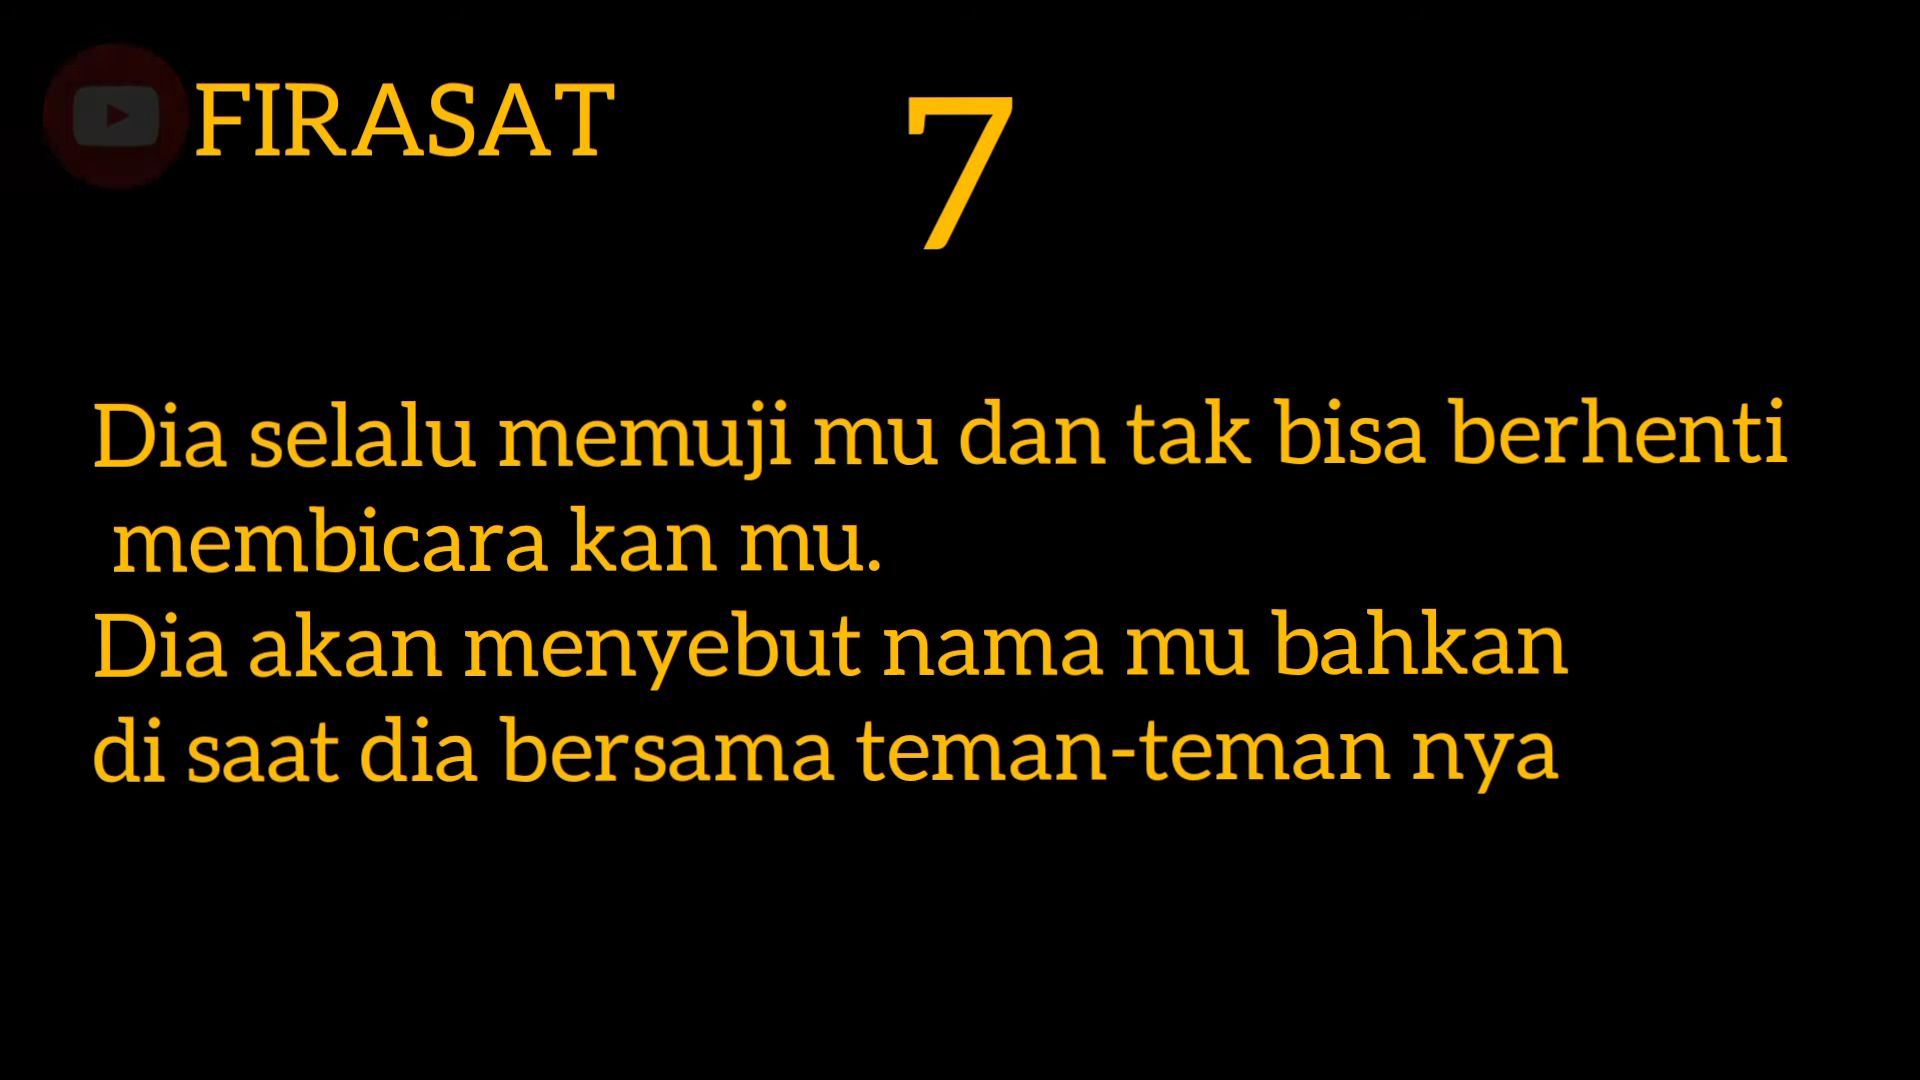 FIRASAT
7
Dia selalu memuji mu dan tak bisa berhenti
membicara kan mu.
Dia akan menyebut nama mu bahkan
di saat dia bersama teman-teman nya